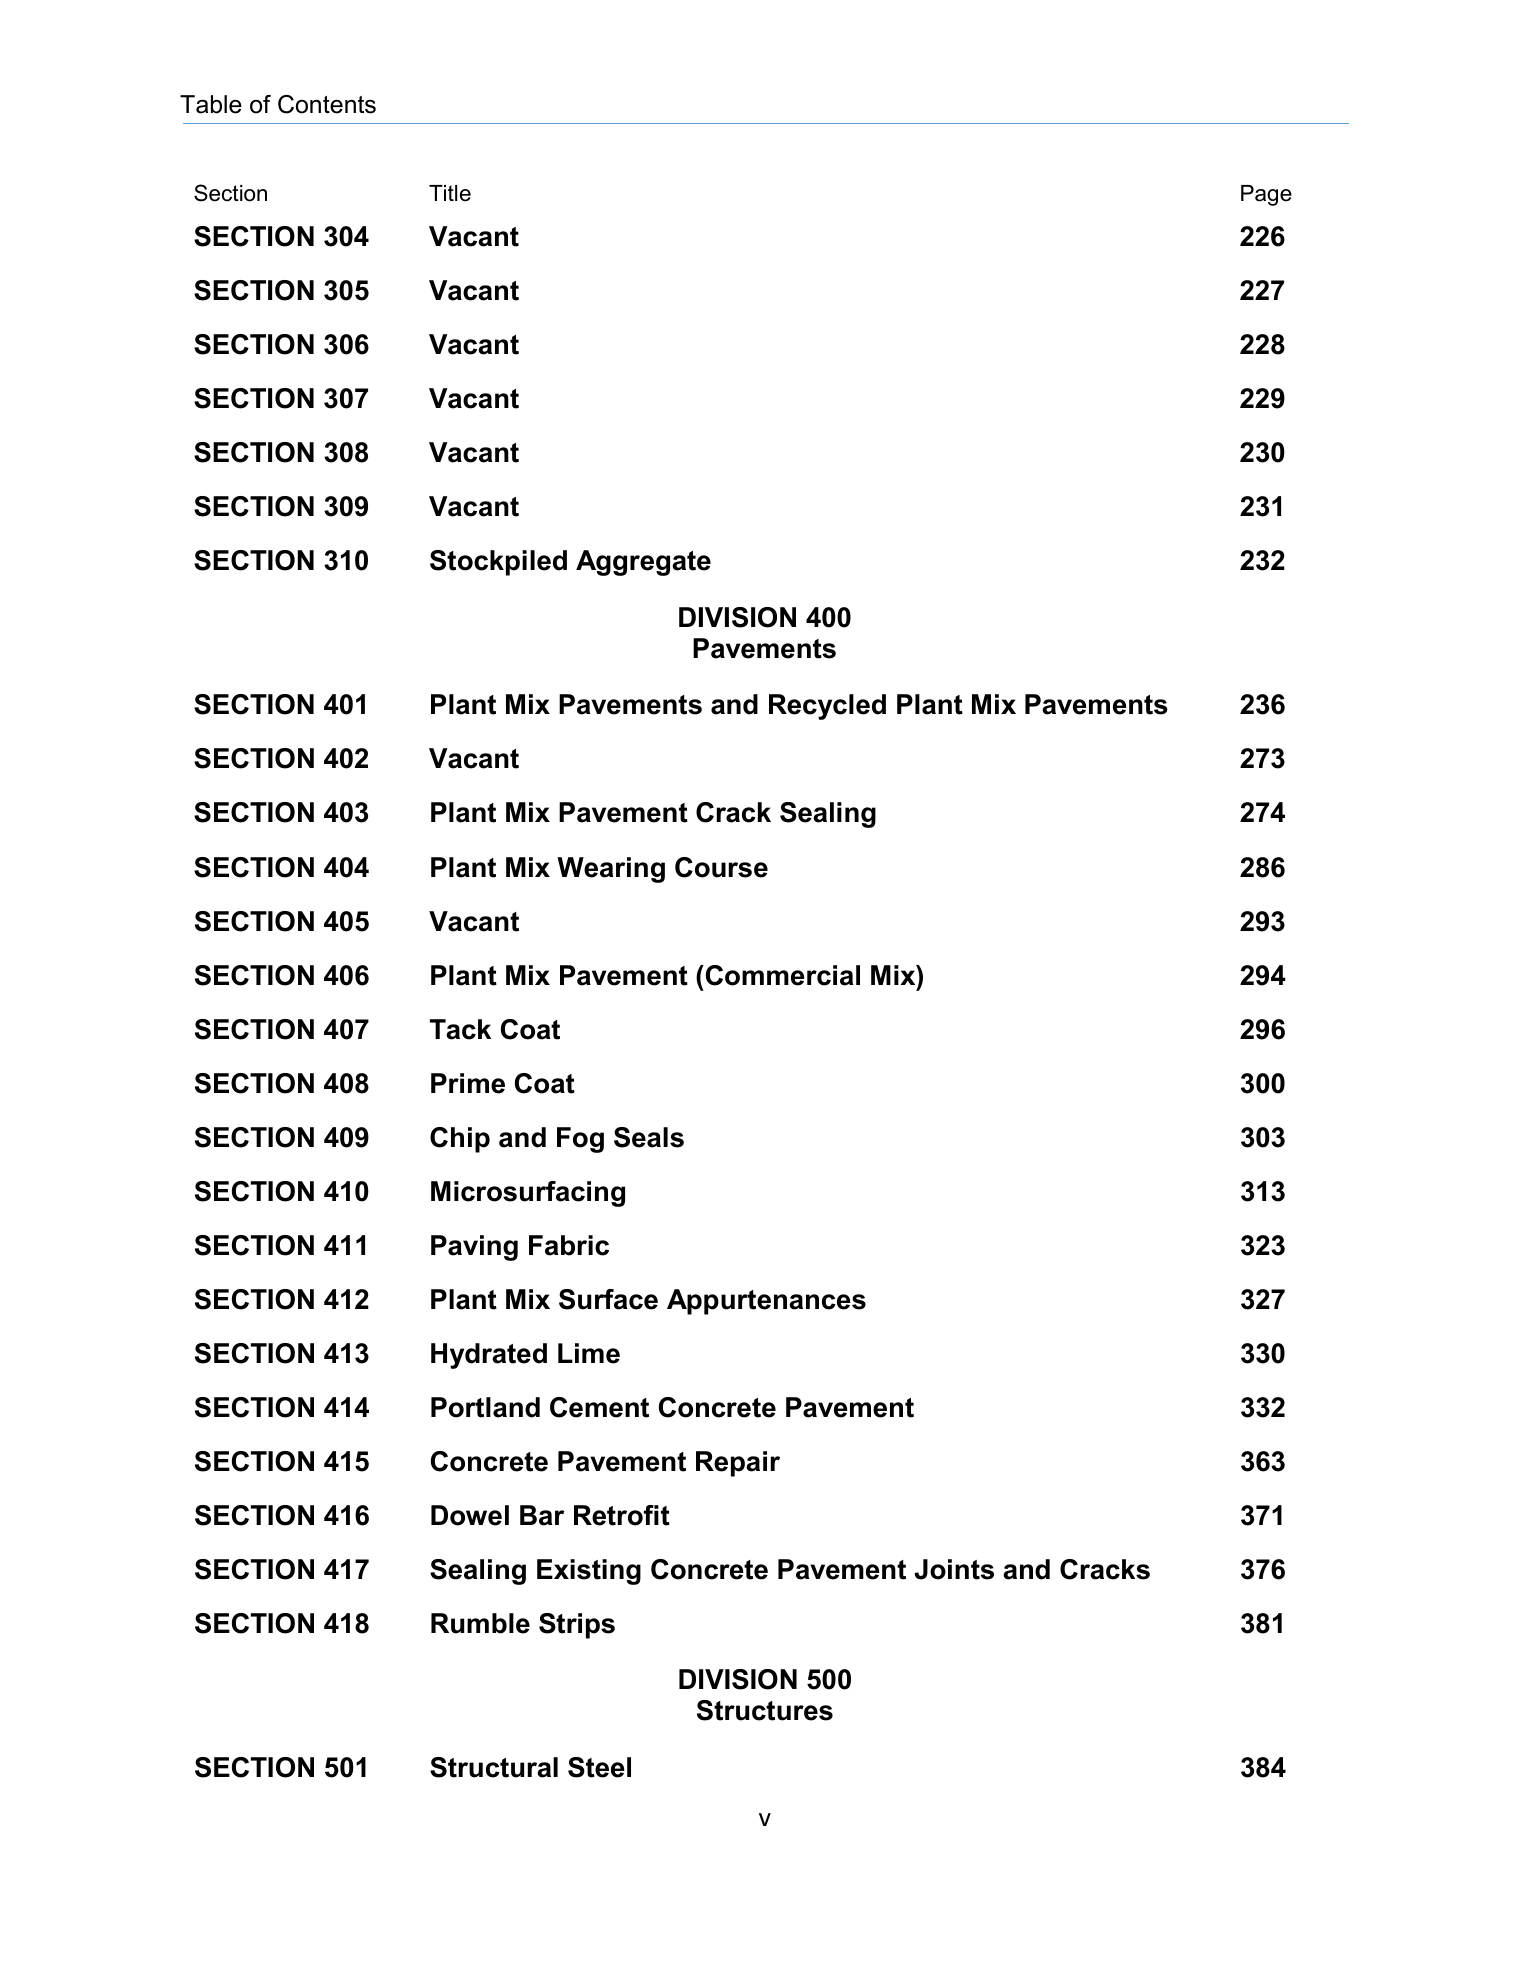 Table of Contents
Section Title Page
SECTION 304 Vacant 226
SECTION 305 Vacant 227
SECTION 306 Vacant 228
SECTION 307 Vacant 229
SECTION 308 Vacant 230
SECTION 309 Vacant 231
SECTION 310 Stockpiled Aggregate 232
DIVISION 400
Pavements
SECTION 401 Plant Mix Pavements and Recycled Plant Mix Pavements 236
SECTION 402 Vacant 273
SECTION 403 Plant Mix Pavement Crack Sealing 274
SECTION 404 Plant Mix Wearing Course 286
SECTION 405 Vacant 293
SECTION 406 Plant Mix Pavement (Commercial Mix) 294
SECTION 407 Tack Coat 296
SECTION 408 Prime Coat 300
SECTION 409 Chip and Fog Seals 303
SECTION 410 Microsurfacing 313
SECTION 411 Paving Fabric 323
SECTION 412 Plant Mix Surface Appurtenances 327
SECTION 413 Hydrated Lime 330
SECTION 414 Portland Cement Concrete Pavement 332
SECTION 415 Concrete Pavement Repair 363
SECTION 416 Dowel Bar Retrofit 371
SECTION 417 Sealing Existing Concrete Pavement Joints and Cracks 376
SECTION 418 Rumble Strips 381
DIVISION 500
Structures
SECTION 501 Structural Steel 384
v